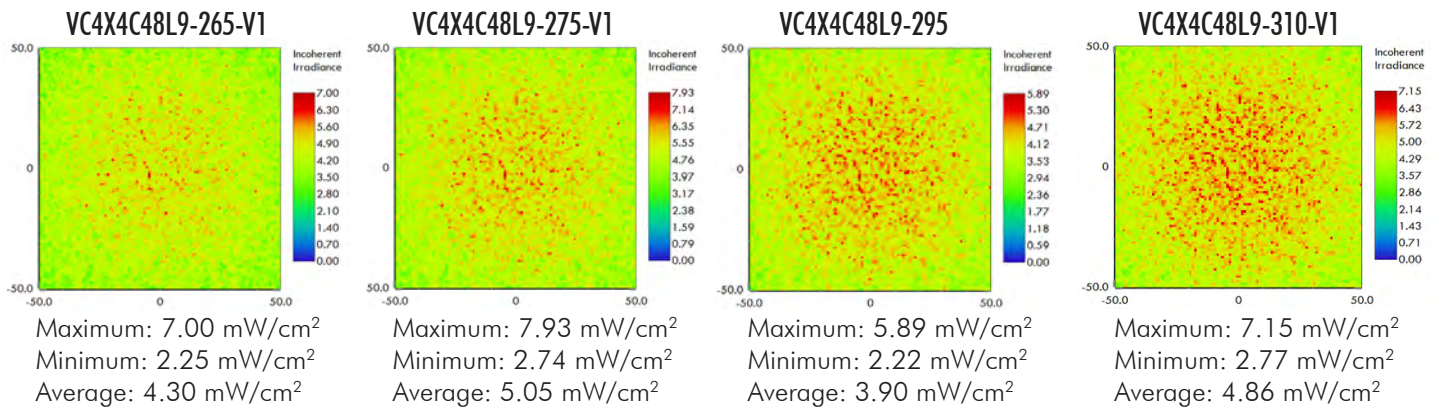 VC4X4C48L9-265-V1
50.0
0
-50.0
-50.0
0
50.0
Incoherent
Irradiance
7.00
6.30
5.60
4.90
4.20
3.50
2.80
2.10
1.40
0.70
0.00
Maximum: 7.00 mW/cm²
Minimum: 2.25 mW/cm²
Average: 4.30 mW/cm²
VC4X4C48L9-275-V1
50.0
0
-50.0
-50.0
0
50.0
Incoherent
Irradiance
7.93
7.14
6.35
5.55
4.76
3.97
3.17
2.38
1.59
0.79
0.00
Maximum: 7.93 mW/cm²
Minimum: 2.74 mW/cm²
Average: 5.05 mW/cm²
VC4X4C48L9-295
50.0
0
-50.0
-50.0
0
50.0
Incoherent
Irradiance
5.89
5.30
4.71
4.12
3.53
2.94
2.36
1.77
1.18
0.59
0.00
Maximum: 5.89 mW/cm²
Minimum: 2.22 mW/cm²
Average: 3.90 mW/cm²
VC4X4C48L9-310-V1
50.0
0
-50.0
-50.0
0
50.0
Incoherent
Irradiance
7.15
6.43
5.72
5.00
4.29
3.57
2.86
2.14
1.43
0.71
0.00
Maximum: 7.15 mW/cm²
Minimum: 2.77 mW/cm²
Average: 4.86 mW/cm²